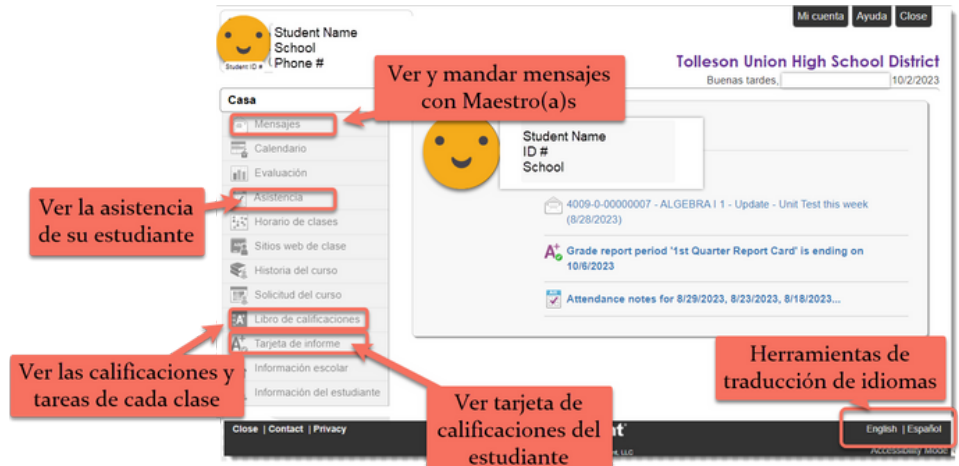 Student Name
School
Phone #
Student ID #
Mi cuenta
Ayuda
Close
Tolleson Union High School District
Buenas tardes,
10/2/2023
Ver y mandar mensajes
con Maestro(a)s
Casa
Mensajes
Calendario
Evaluación
Asistencia
Horario de clases
Sitios web de clase
Historia del curso
Solicitud del curso
Libro de calificaciones
Tarjeta de informe
Información escolar
Información del estudiante
Ver la asistencia
de su estudiante
Student Name
ID #
School
4009-0-00000007 - ALGEBRA I 1 - Update - Unit Test this week
(8/28/2023)
Grade report period '1st Quarter Report Card' is ending on
10/6/2023
Attendance notes for 8/29/2023, 8/23/2023, 8/18/2023...
Ver las calificaciones y
tareas de cada clase
Ver tarjeta de
calificaciones del
estudiante
Herramientas de
traducción de idiomas
Close | Contact | Privacy
LLC
English | Español
Accessibility Mode